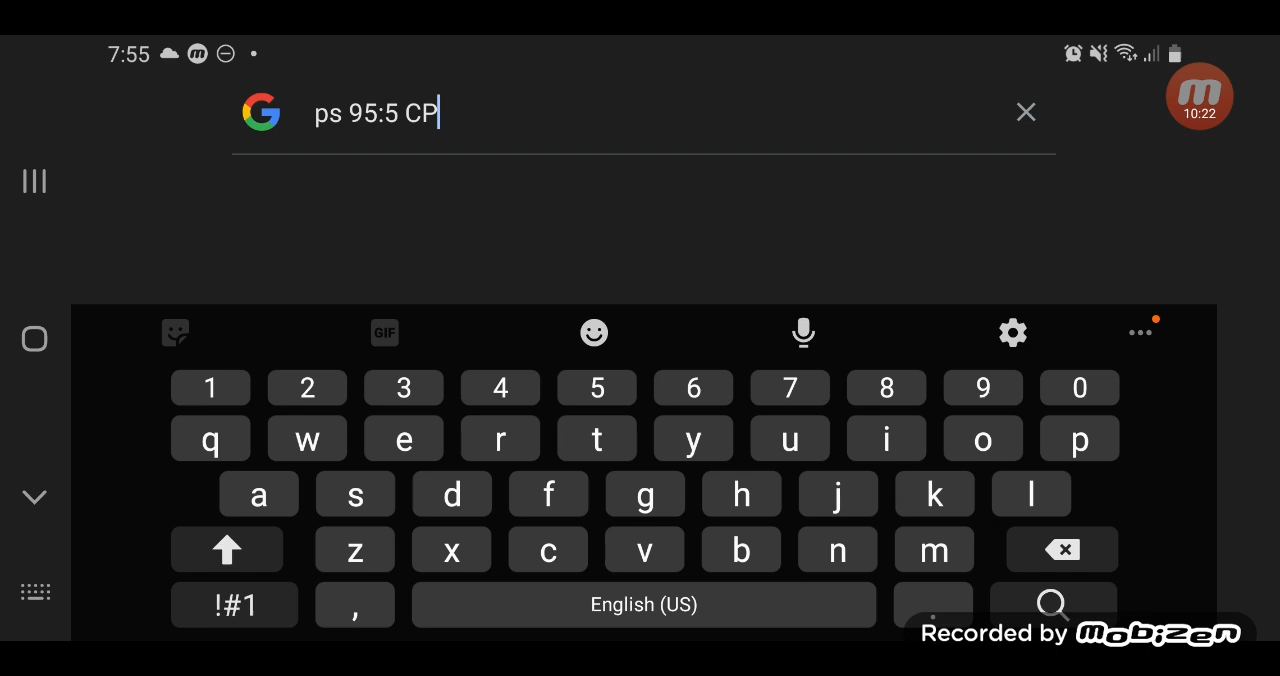 7:55
ps 95:5 CP
10:22
GIF
1 2 3 4 5 6 7 8 9 0
q w e r t y u i o p
a s d f g h j k l
z x c v b n m
!#1 , English (US) .
Recorded by mobizen